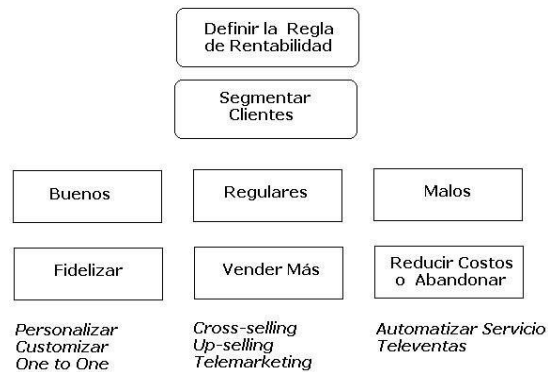 Definir la Regla
de Rentabilidad
Segmentar
Clientes
Buenos
Regulares
Malos
Fidelizar
Vender Más
Reducir Costos
o Abandonar
Personalizar
Customizar
One to One
Cross-selling
Up-selling
Telemarketing
Automatizar Servicio
Televentas